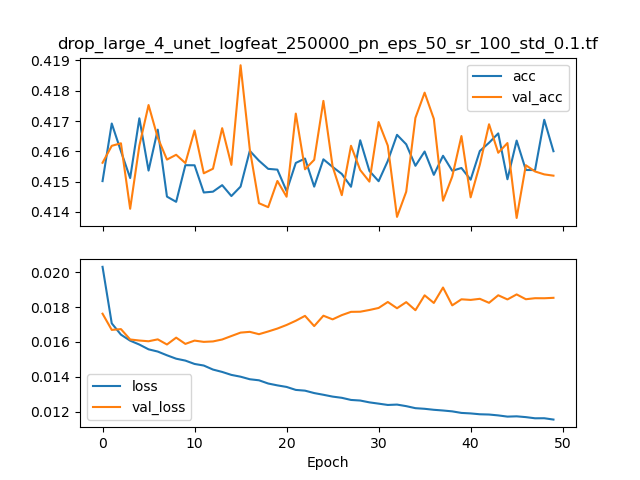 drop_large_4_unet_logfeat_250000_pn_eps_50_sr_100_std_0.1.tf
0.419
0.418
0.417
0.416
0.415
0.414
acc
val_acc
0.020
0.018
0.016
0.014
0.012
loss
val_loss
0 10 20 30 40 50
Epoch